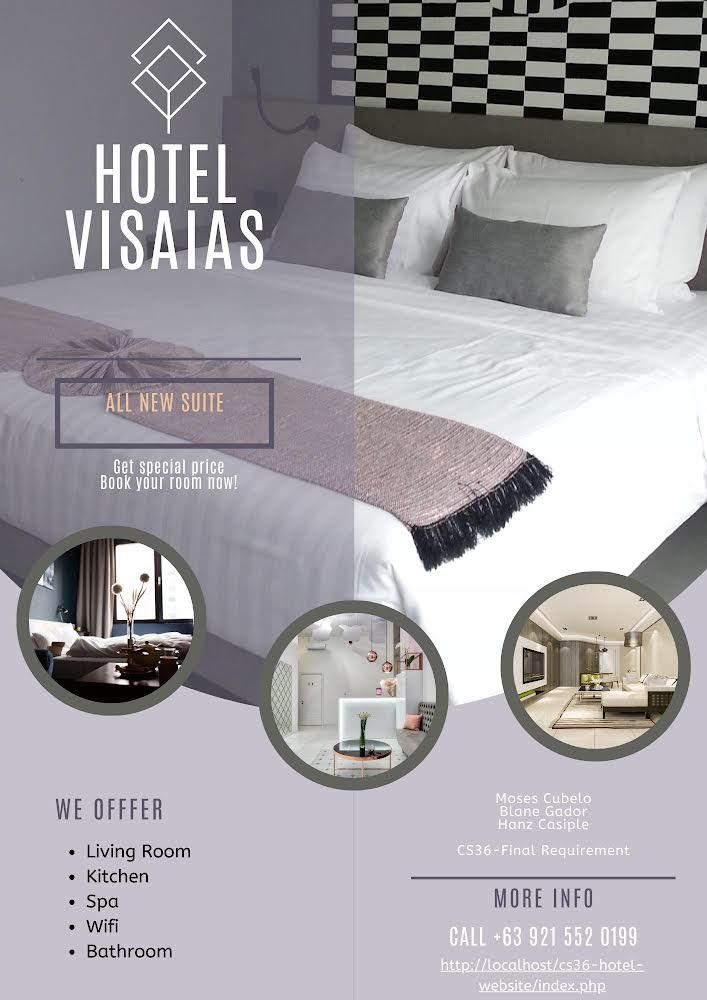 HOTEL
VISAIAS
ALL NEW SUITE
Get special price
Book your room now!
WE OFFFER
Living Room
Kitchen
Spa
Wifi
Bathroom
Moses Cubelo
Blane Gador
Hanz Casiple
CS36-Final Requirement
MORE INFO
CALL +63 921 552 0199
http://localhost/cs36-hotel-
website/index.php